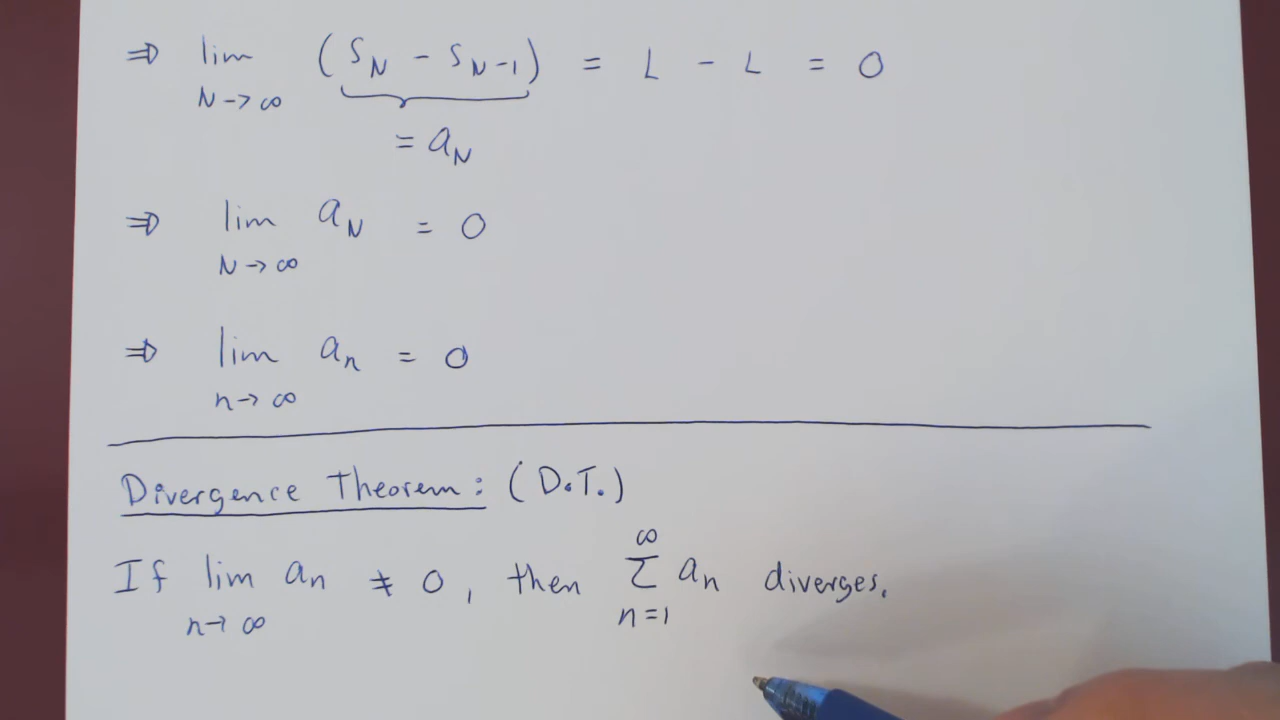 ⇒ lim (S_N - S_{N-1}) = L - L = 0
N→∞
= a_N
⇒ lim a_N = 0
N→∞
⇒ lim a_n = 0
n→∞
Divergence Theorem: (D.T.)
∞
If lim a_n ≠ 0, then Σ a_n diverges.
n→∞ n=1